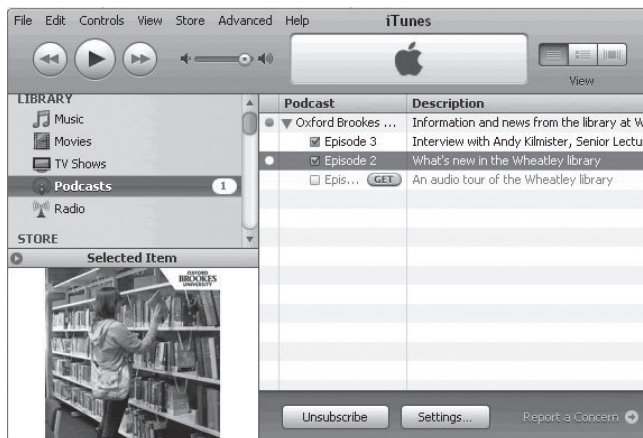 File Edit Controls View Store Advanced Help iTunes
View
LIBRARY
Music
Movies
TV Shows
Podcasts 1
Radio
STORE
Selected Item
OXFORD
BROOKES
UNIVERSITY
Podcast Description
Oxford Brookes ... Information and news from the library at W
Episode 3 Interview with Andy Kilmister, Senior Lectu
Episode 2 What's new in the Wheatley library
Epis... GET An audio tour of the Wheatley library
Unsubscribe Settings... Report a Concern